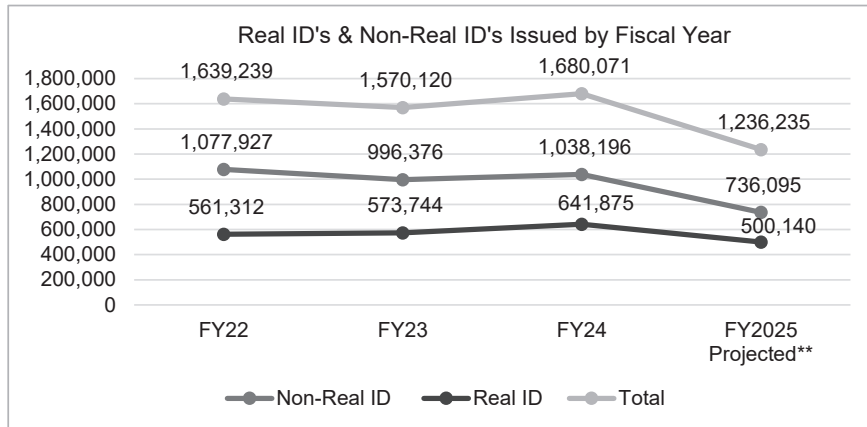 Real ID's & Non-Real ID's Issued by Fiscal Year
1,800,000
1,600,000
1,400,000
1,200,000
1,000,000
800,000
600,000
400,000
200,000
0
1,639,239
1,570,120
1,680,071
1,236,235
1,077,927
996,376
1,038,196
736,095
561,312
573,744
641,875
500,140
FY22
FY23
FY24
FY2025
Projected**
Non-Real ID
Real ID
Total